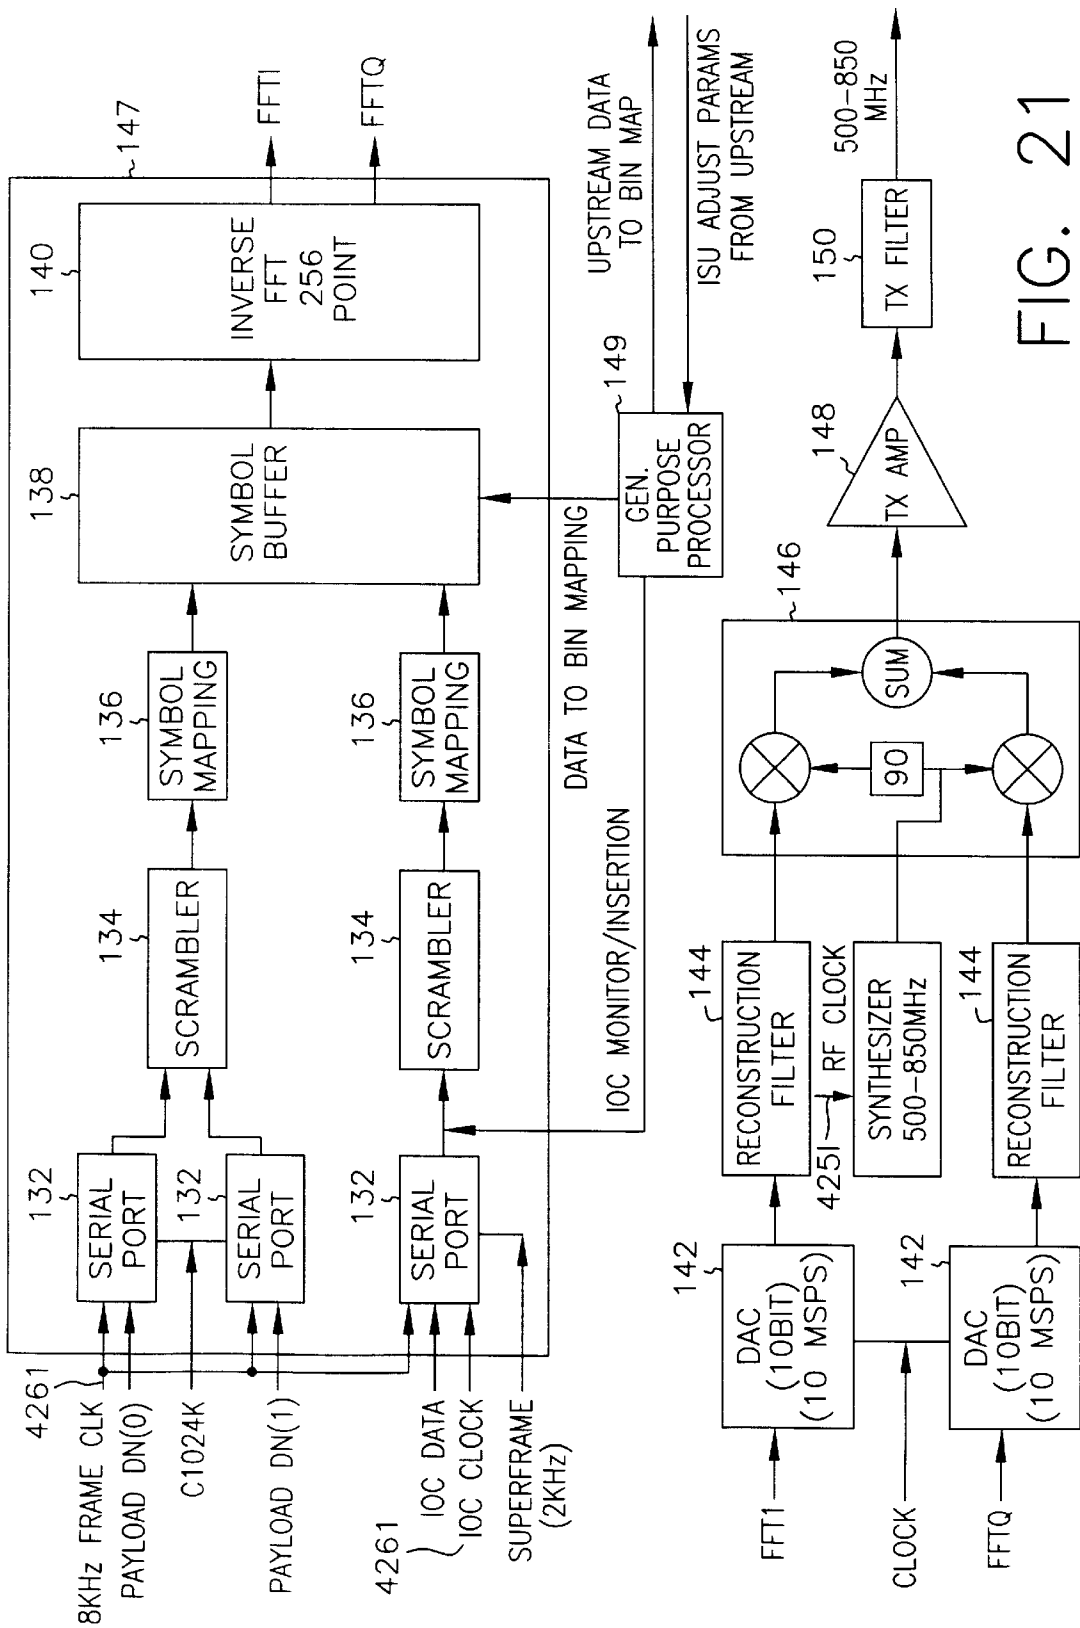 4261
8KHz FRAME CLK
PAYLOAD DN(0)
C1024K
PAYLOAD DN(1)
4261
IOC DATA
IOC CLOCK
SUPERFRAME
(2KHz)
132
SERIAL
PORT
132
SERIAL
PORT
132
SERIAL
PORT
134
SCRAMBLER
134
SCRAMBLER
136
SYMBOL
MAPPING
136
SYMBOL
MAPPING
138
SYMBOL
BUFFER
140
INVERSE
FFT
256
POINT
147
FFTI
FFTQ
IOC MONITOR/INSERTION
DATA TO BIN MAPPING
149
GEN.
PURPOSE
PROCESSOR
UPSTREAM DATA
TO BIN MAP
ISU ADJUST PARAMS
FROM UPSTREAM
FFT1
CLOCK
FFTQ
142
DAC
(10BIT)
(10 MSPS)
142
DAC
(10BIT)
(10 MSPS)
144
RECONSTRUCTION
FILTER
4251
RF CLOCK
SYNTHESIZER
500-850MHz
144
RECONSTRUCTION
FILTER
146
90
SUM
148
TX AMP
150
TX FILTER
500-850
MHz
FIG. 21